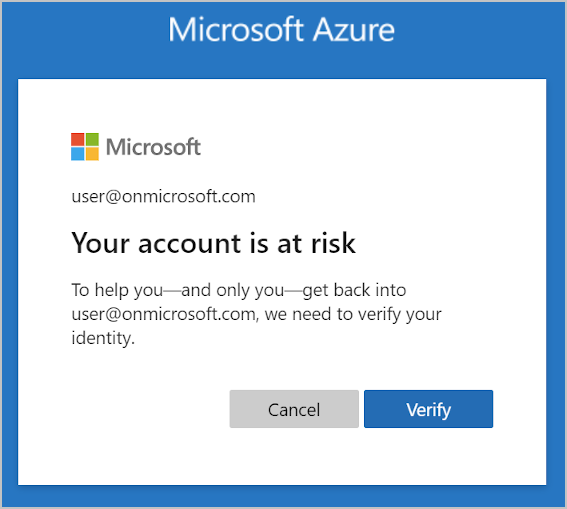 Microsoft Azure
Microsoft
user@onmicrosoft.com
Your account is at risk
To help you—and only you—get back into
user@onmicrosoft.com, we need to verify your
identity.
Cancel
Verify